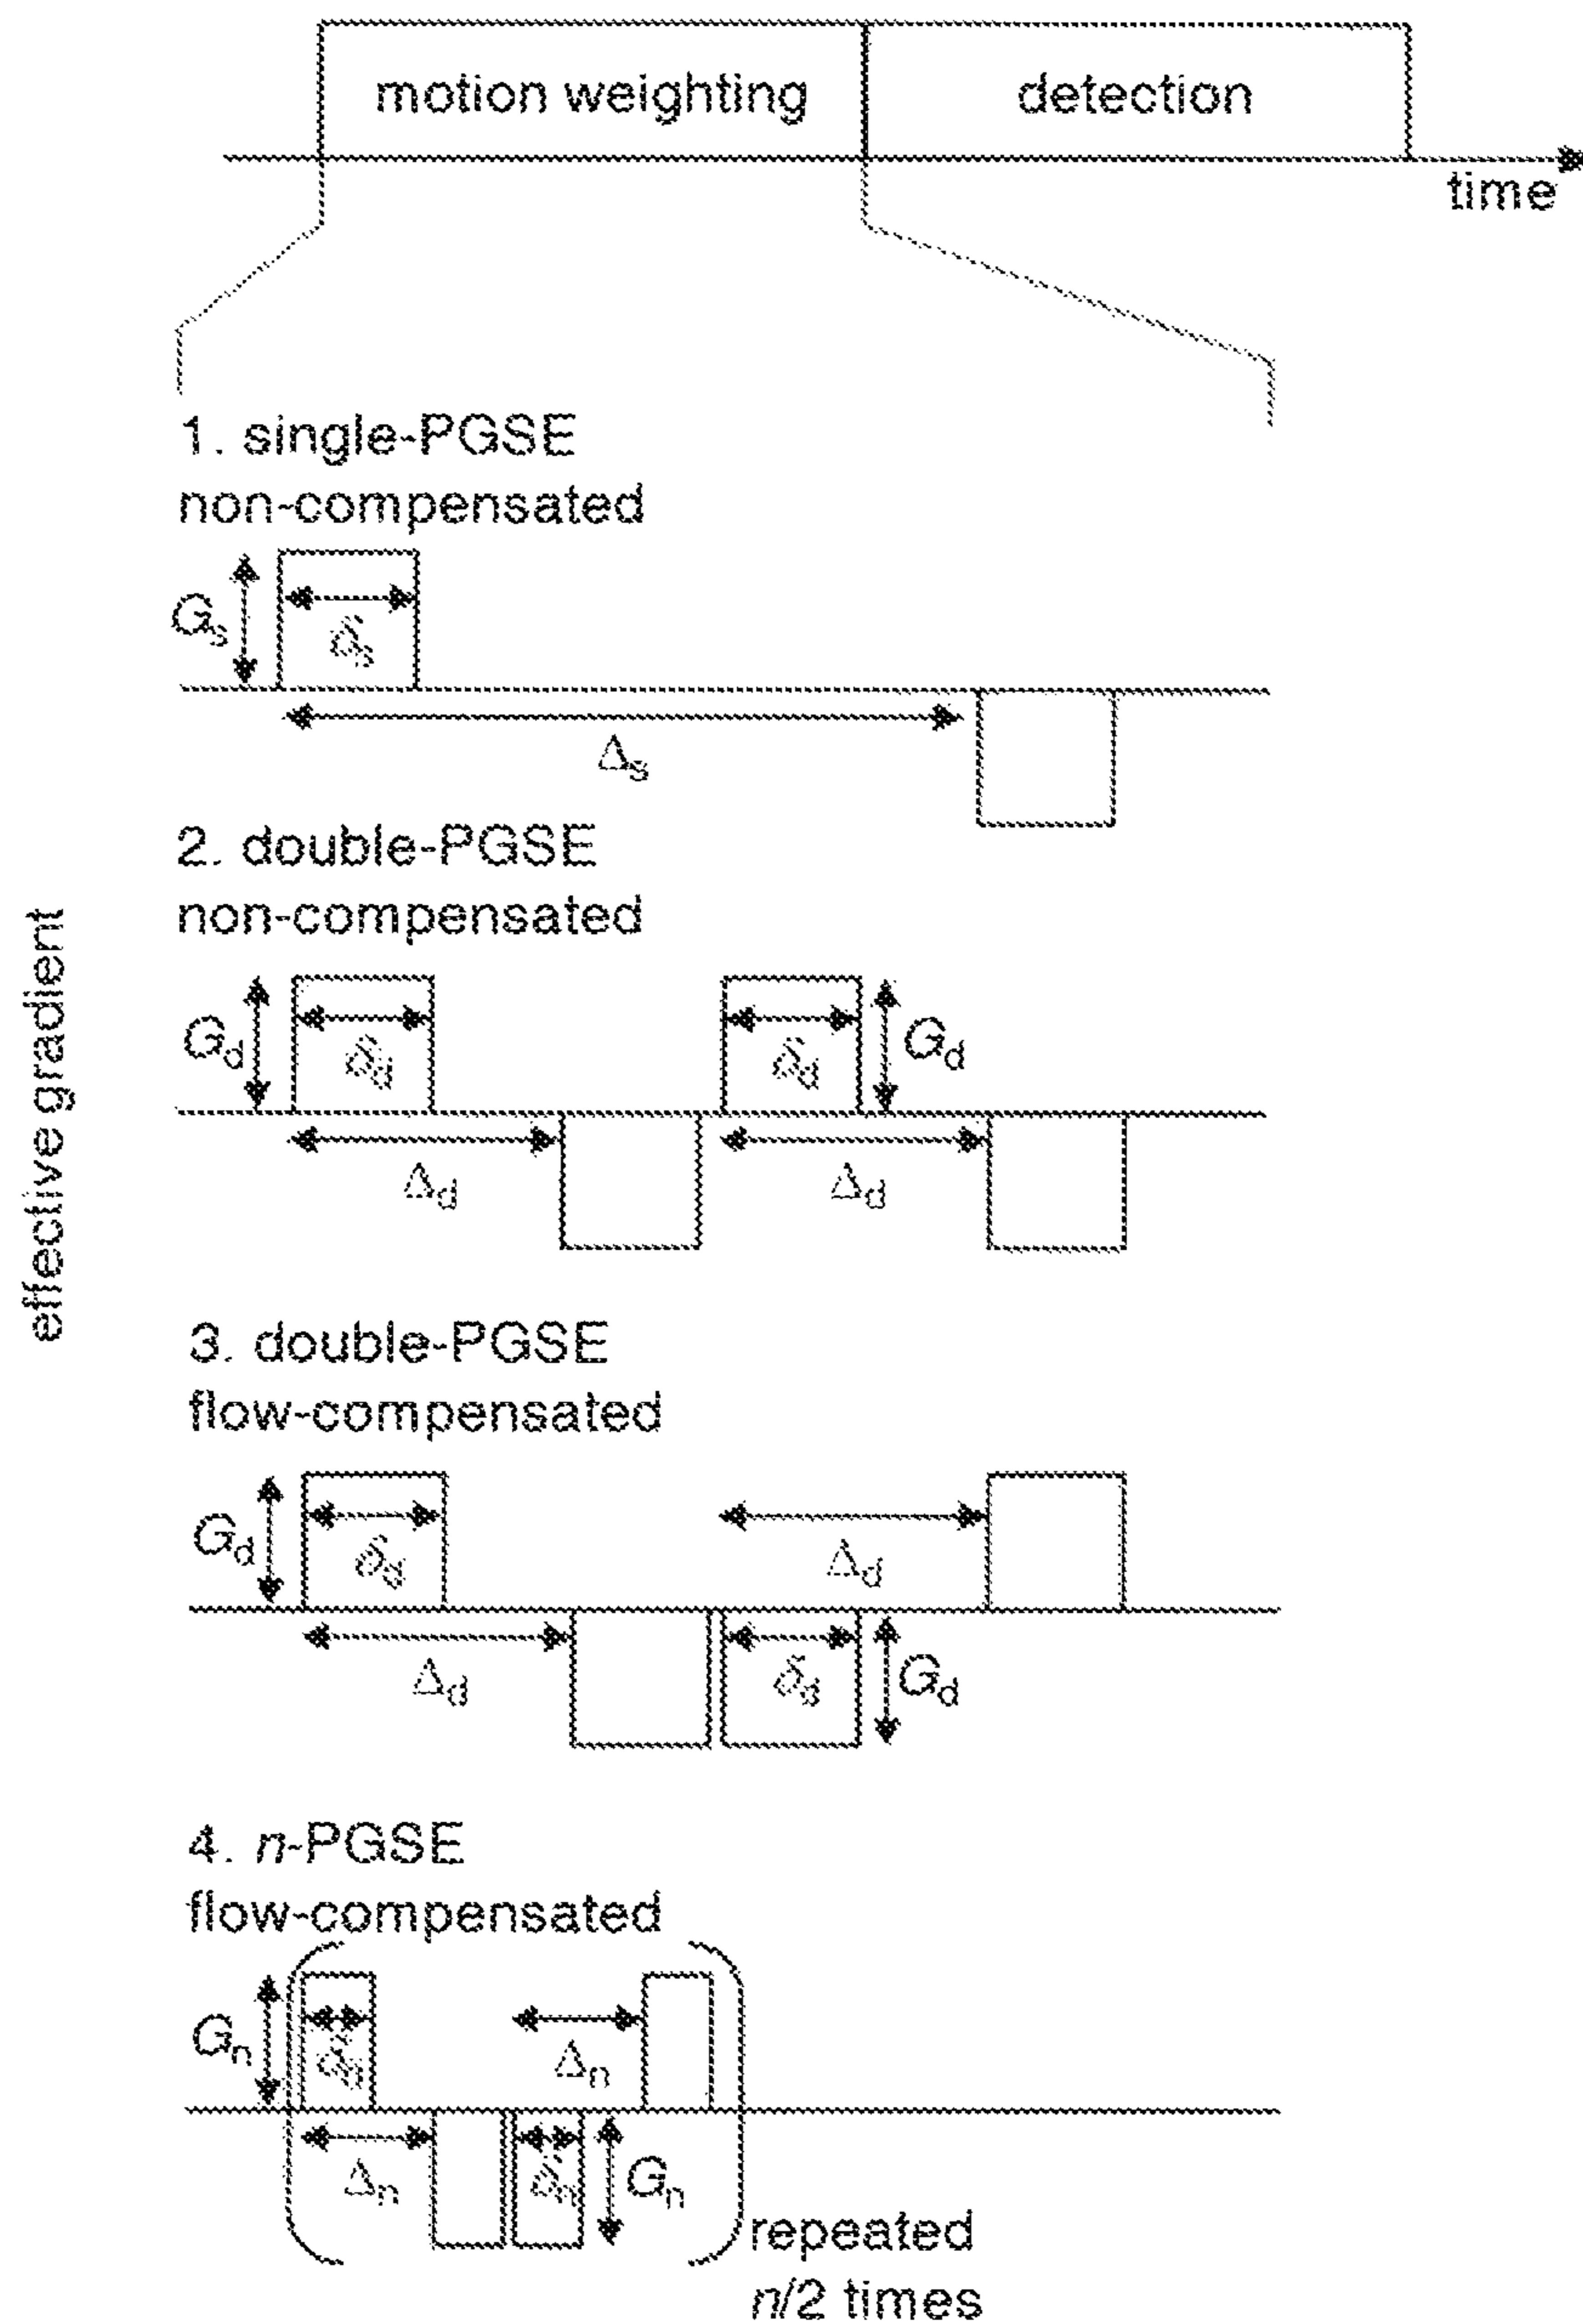 motion weighting
detection
time
effective gradient
1. single-PGSE
non-compensated
Gs
δs
Δs
2. double-PGSE
non-compensated
Gd
δd
δd
Gd
Δd
Δd
3. double-PGSE
flow-compensated
Gd
δd
Δd
Δd
δd
Gd
4. n-PGSE
flow-compensated
Gn
δn
Δn
Δn
δn
Gn
repeated
n/2 times